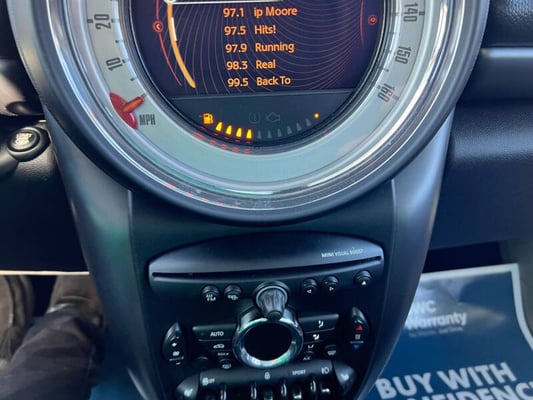 97.1 ip Moore
97.5 Hits!
97.9 Running
98.3 Real
99.5 Back To
20
10
MPH
140
150
160
MINI VISUAL BOOST
AUTO
SPORT
Warranty
BUY WITH